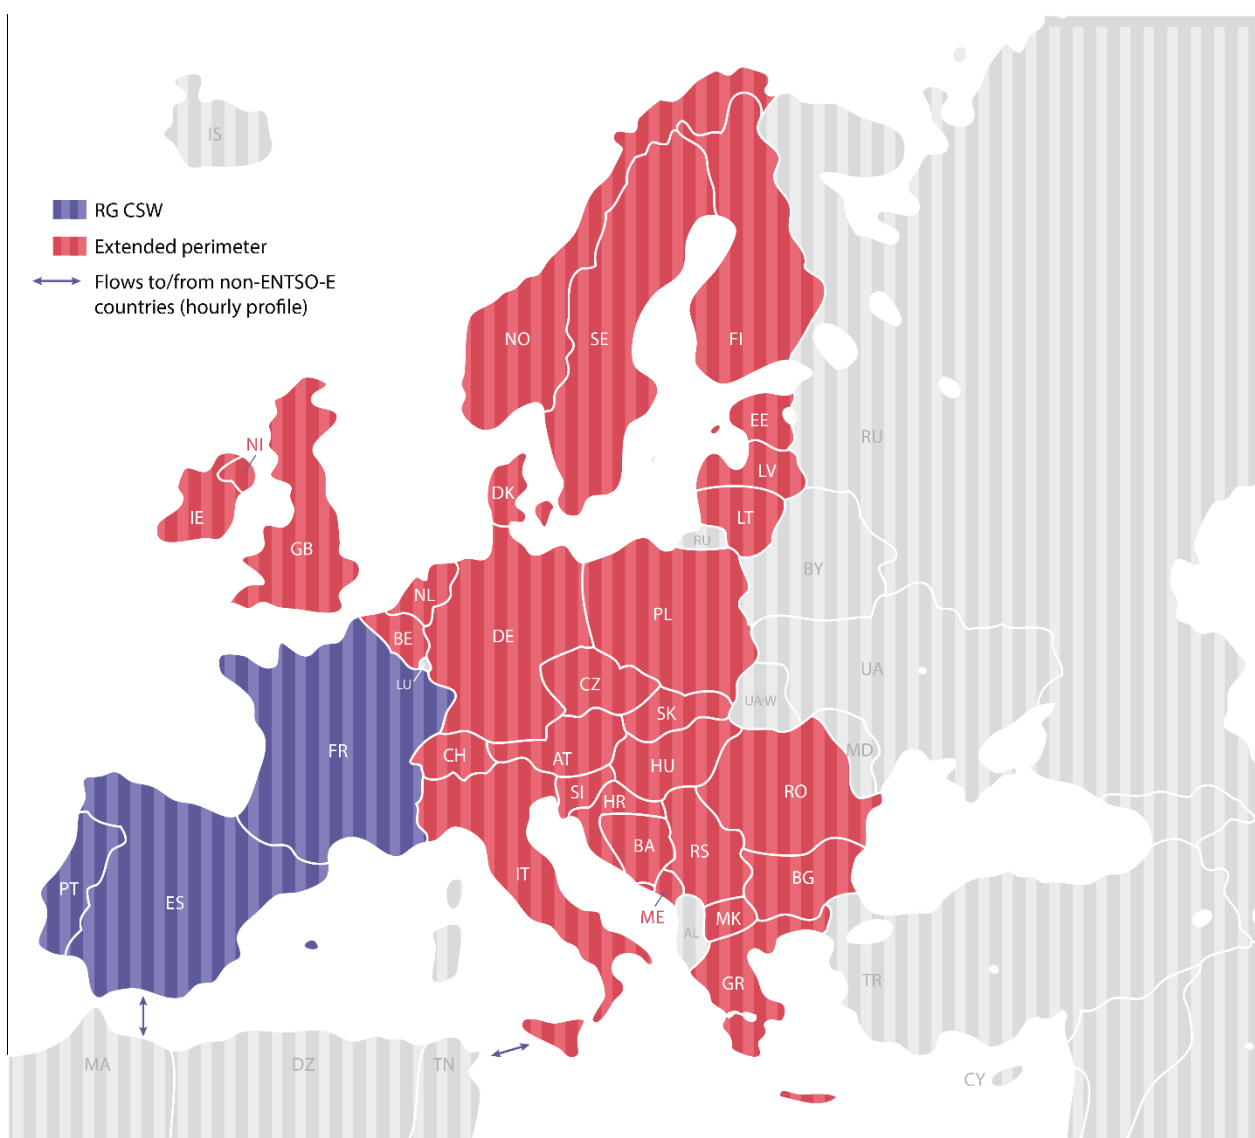 IS
RG CSW
Extended perimeter
Flows to/from non-ENTSO-E
countries (hourly profile)
NO
SE
FI
EE
RU
NI
LV
DK
IE
LT
GB
RU
BY
NL
PL
BE
DE
UA
LU
CZ
UA-W
SK
FR
CH
AT
MD
HU
SI
HR
RO
BA
RS
IT
BG
PT
ES
ME
MK
AL
GR
TR
MA
DZ
TN
CY